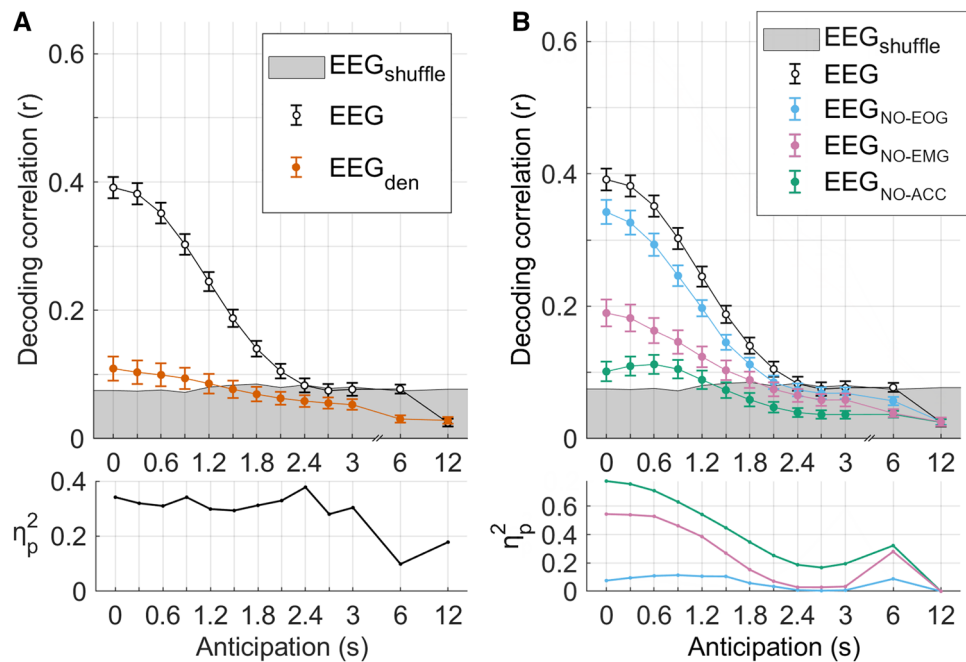 A
0.6
0.4
0.2
0
Decoding correlation (r)
EEGshuffle
EEG
EEGden
0 0.6 1.2 1.8 2.4 3 6 12
0.4
0.2
0
ηp2
0 0.6 1.2 1.8 2.4 3 6 12
Anticipation (s)
B
0.6
0.4
0.2
0
Decoding correlation (r)
EEGshuffle
EEG
EEGNO-EOG
EEGNO-EMG
EEGNO-ACC
0 0.6 1.2 1.8 2.4 3 6 12
0.6
0.4
0.2
0
ηp2
0 0.6 1.2 1.8 2.4 3 6 12
Anticipation (s)